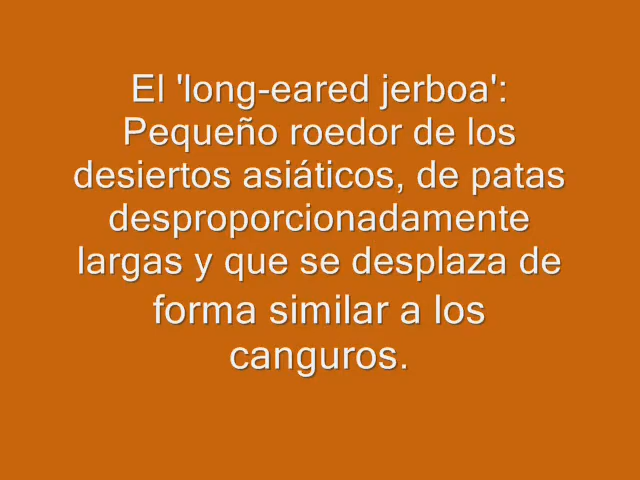 El 'long-eared jerboa':
Pequeño roedor de los
desiertos asiáticos, de patas
desproporcionadamente
largas y que se desplaza de
forma similar a los
canguros.